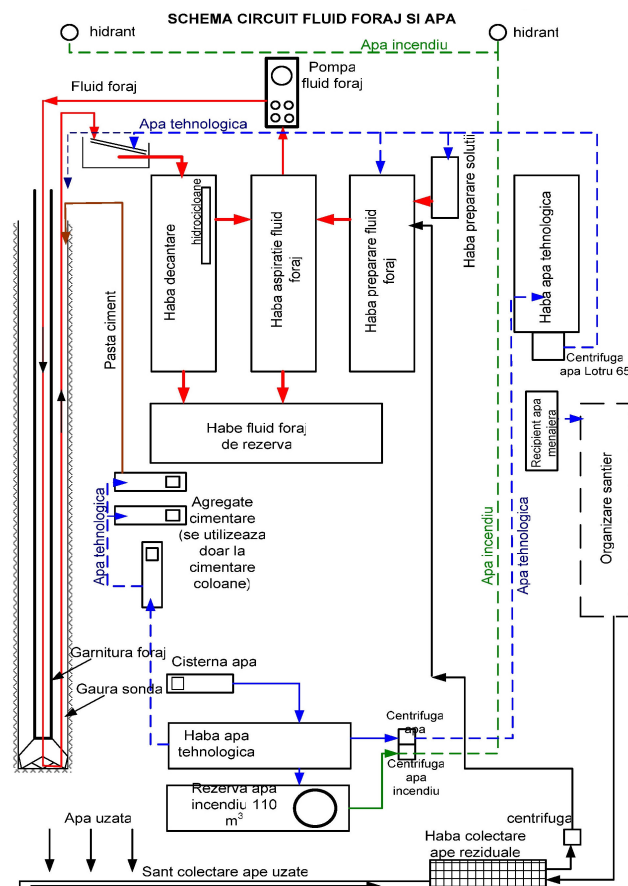 SCHEMA CIRCUIT FLUID FORAJ SI APA
hidrant
hidrant
Apa incendiu
Pompa
fluid foraj
Fluid foraj
Apa tehnologica
Haba decantare
hidrocicloane
Haba aspiratie fluid
foraj
Haba preparare fluid
foraj
Haba preparare solutii
Haba apa tehnologica
Pasta ciment
Centrifuga
apa Lotru 65
Habe fluid foraj
de rezerva
Recipient apa
menajera
Organizare santier
Apa tehnologica
Agregate
cimentare
(se utilizeaza
doar la
cimentare
coloane)
Apa incendiu
Apa tehnologica
Garnitura foraj
Gaura sonda
Cisterna apa
Haba apa
tehnologica
Centrifuga
apa
Centrifuga
apa
incendiu
Rezerva apa
incendiu 110
m³
Apa uzata
centrifuga
Haba colectare
ape reziduale
Sant colectare ape uzate